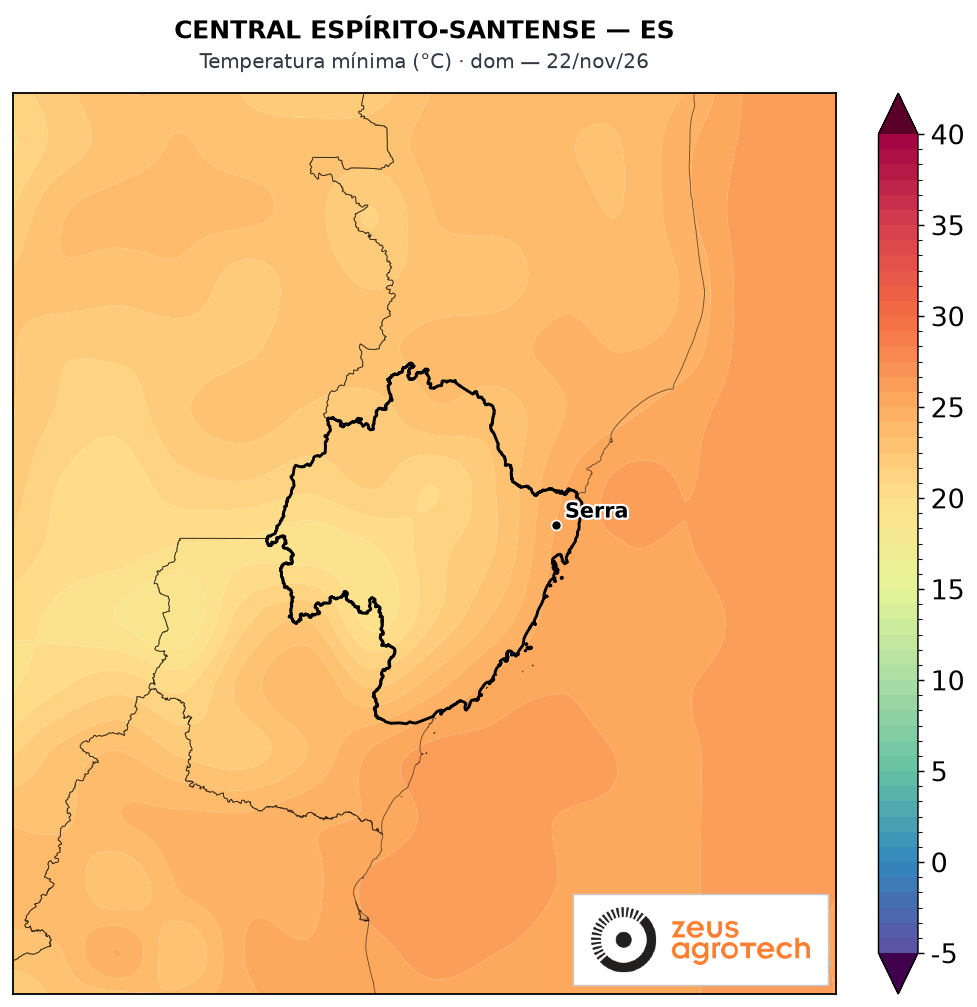 CENTRAL ESPÍRITO-SANTENSE — ES
Temperatura mínima (°C) · dom — 22/nov/26
40
35
30
25
20
15
10
5
0
-5
Serra
zeus
agrotech